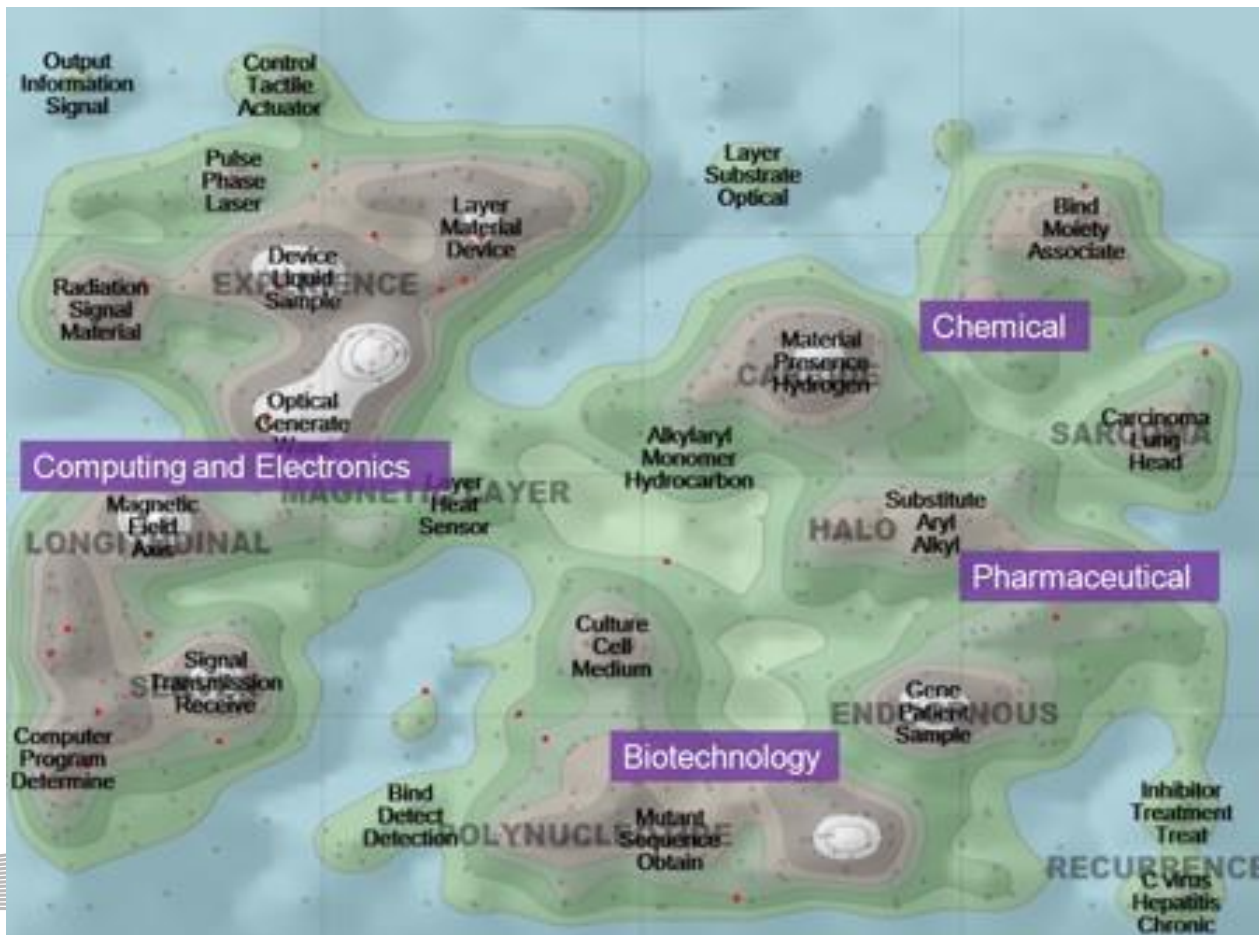 Output
Information
Signal
Control
Tactile
Actuator
Pulse
Phase
Laser
Layer
Substrate
Optical
Layer
Material
Device
Bind
Moiety
Associate
Device
Liquid
Sample
Radiation
Signal
Material
Chemical
Material
Presence
Hydrogen
Optical
Generate
Carcinoma
Lung
Head
SARCOMA
Alkylaryl
Monomer
Hydrocarbon
Computing and Electronics
Layer
Heat
Sensor
Magnetic
Field
Axis
LONGITUDINAL
Substitute
Aryl
Alkyl
HALO
Pharmaceutical
Culture
Cell
Medium
Signal
Transmission
Receive
Gene
Patient
Sample
Computer
Program
Determine
Biotechnology
Bind
Detect
Detection
Mutant
Sequence
Obtain
Inhibitor
Treatment
Treat
RECURRENCE
C Virus
Hepatitis
Chronic